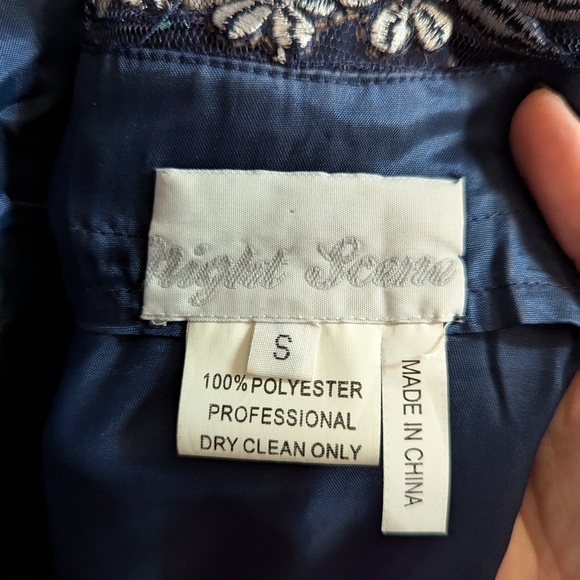 Night Scene
S
100% POLYESTER
PROFESSIONAL
DRY CLEAN ONLY
MADE IN CHINA